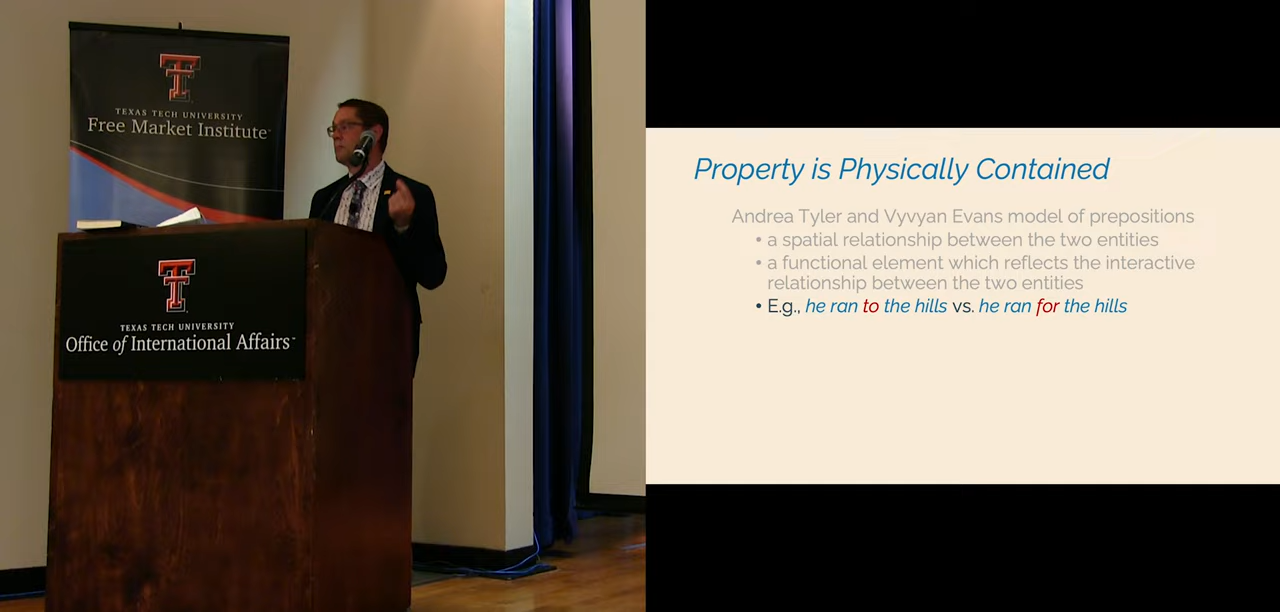 TEXAS TECH UNIVERSITY
Free Market Institute™
TEXAS TECH UNIVERSITY
Office of International Affairs™
Property is Physically Contained
Andrea Tyler and Vyvyan Evans model of prepositions
• a spatial relationship between the two entities
• a functional element which reflects the interactive
relationship between the two entities
• E.g., he ran to the hills vs. he ran for the hills